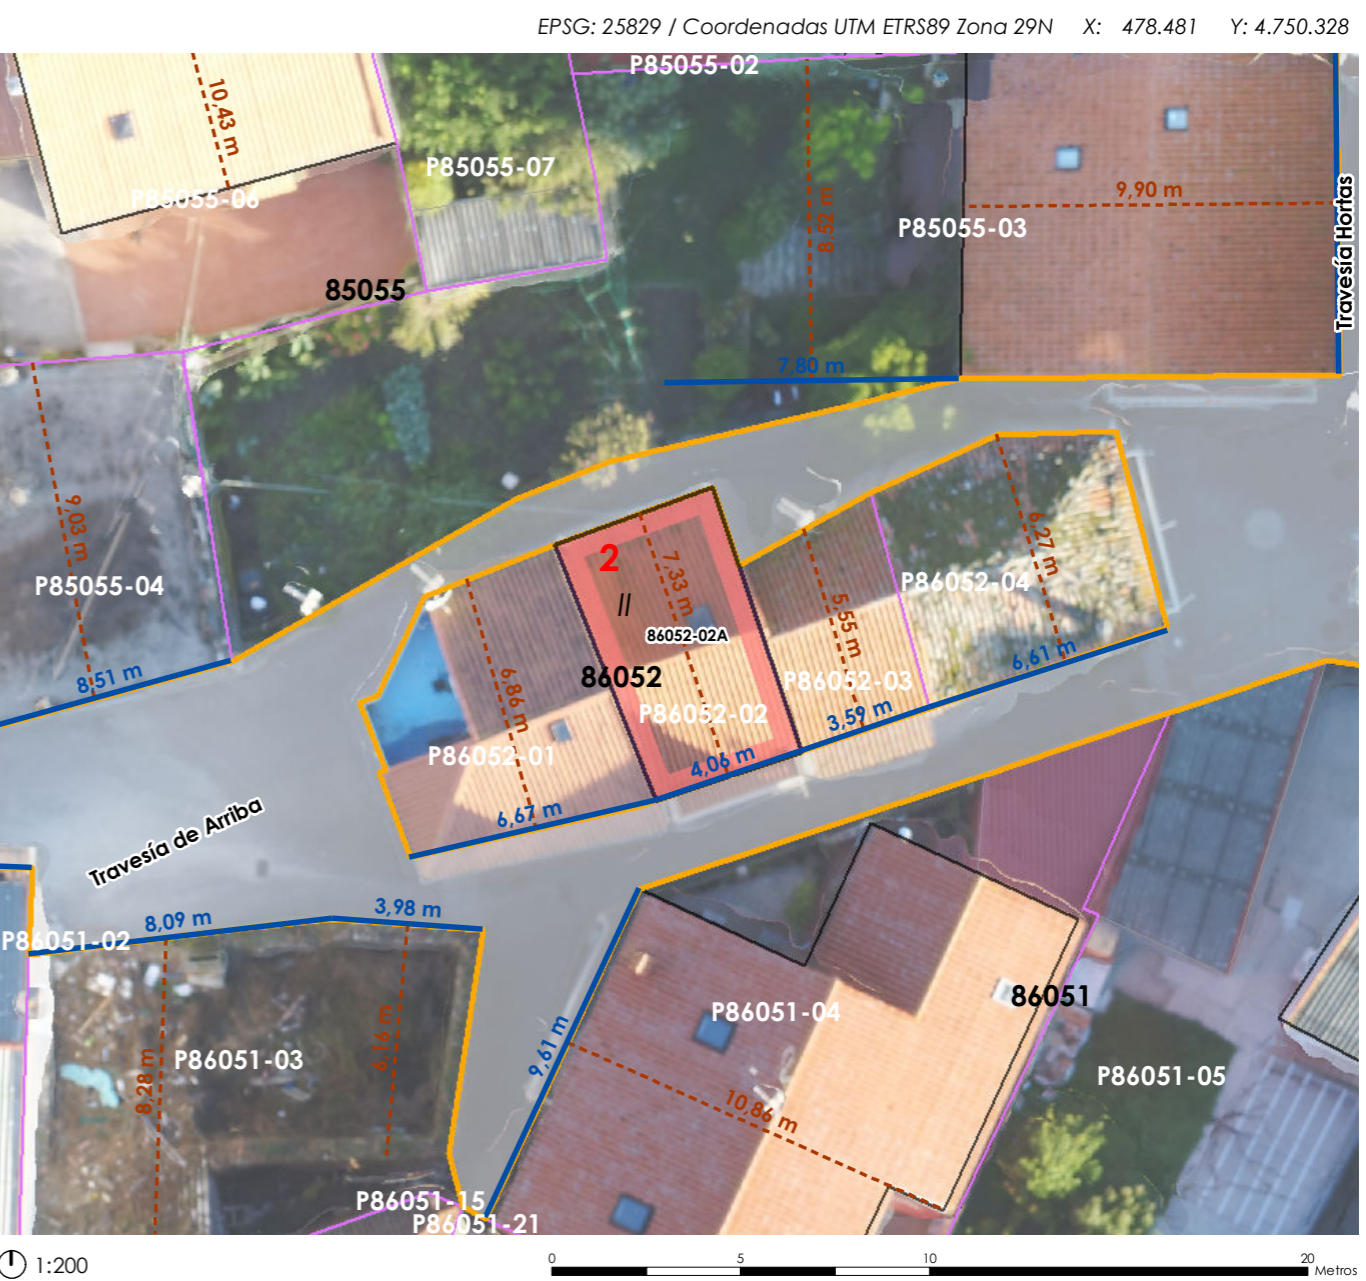 EPSG: 25829 / Coordenadas UTM ETRS89 Zona 29N X: 478.481 Y: 4.750.328
P85055-02
10,43 m
P85055-07
P85055-06
9,90 m
8,52 m
P85055-03
Travesía Hortas
85055
7,80 m
9,03 m
P85055-04
8,51 m
2
//
7,33 m
86052-02A
86052
P86052-02
4,06 m
6,86 m
P86052-01
6,67 m
5,55 m
P86052-03
3,59 m
6,27 m
P86052-04
6,61 m
Travesía de Arriba
8,09 m
3,98 m
P86051-02
P86051-03
8,28 m
6,16 m
9,61 m
P86051-04
10,86 m
86051
P86051-05
P86051-15
P86051-21
1:200
0 5 10 20 Metros